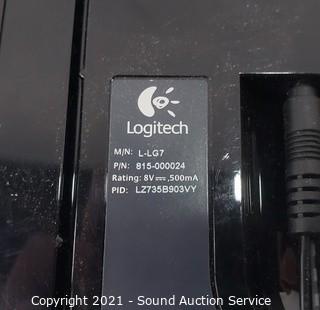 Logitech
M/N: L-LG7
P/N: 815-000024
Rating: 8V⎓,500mA
PID: LZ735B903VY
Copyright 2021 - Sound Auction Service